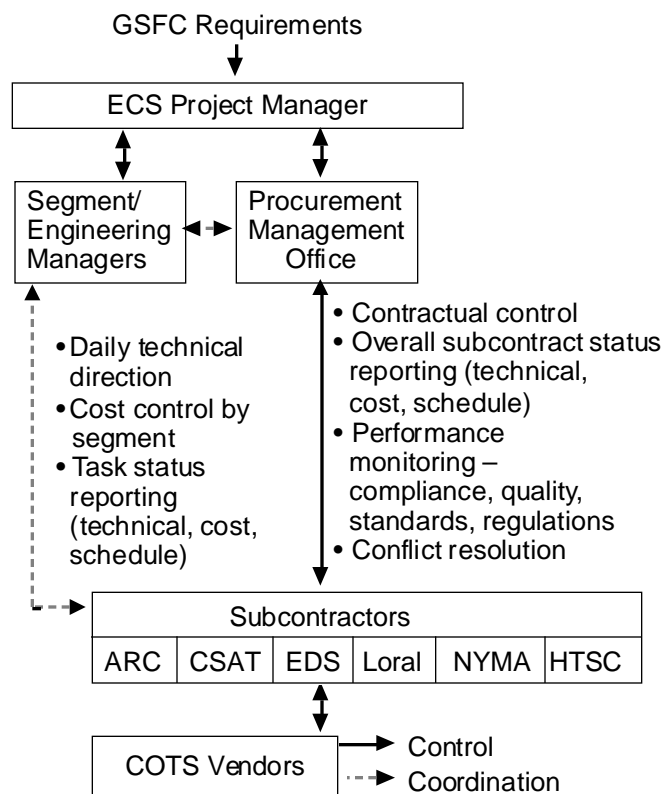 GSFC Requirements
ECS Project Manager
Segment/
Engineering
Managers
Procurement
Management
Office
• Daily technical
direction
• Cost control by
segment
• Task status
reporting
(technical, cost,
schedule)
• Contractual control
• Overall subcontract status
reporting (technical,
cost, schedule)
• Performance
monitoring –
compliance, quality,
standards, regulations
• Conflict resolution
Subcontractors
ARC CSAT EDS Loral NYMA HTSC
COTS Vendors
Control
Coordination